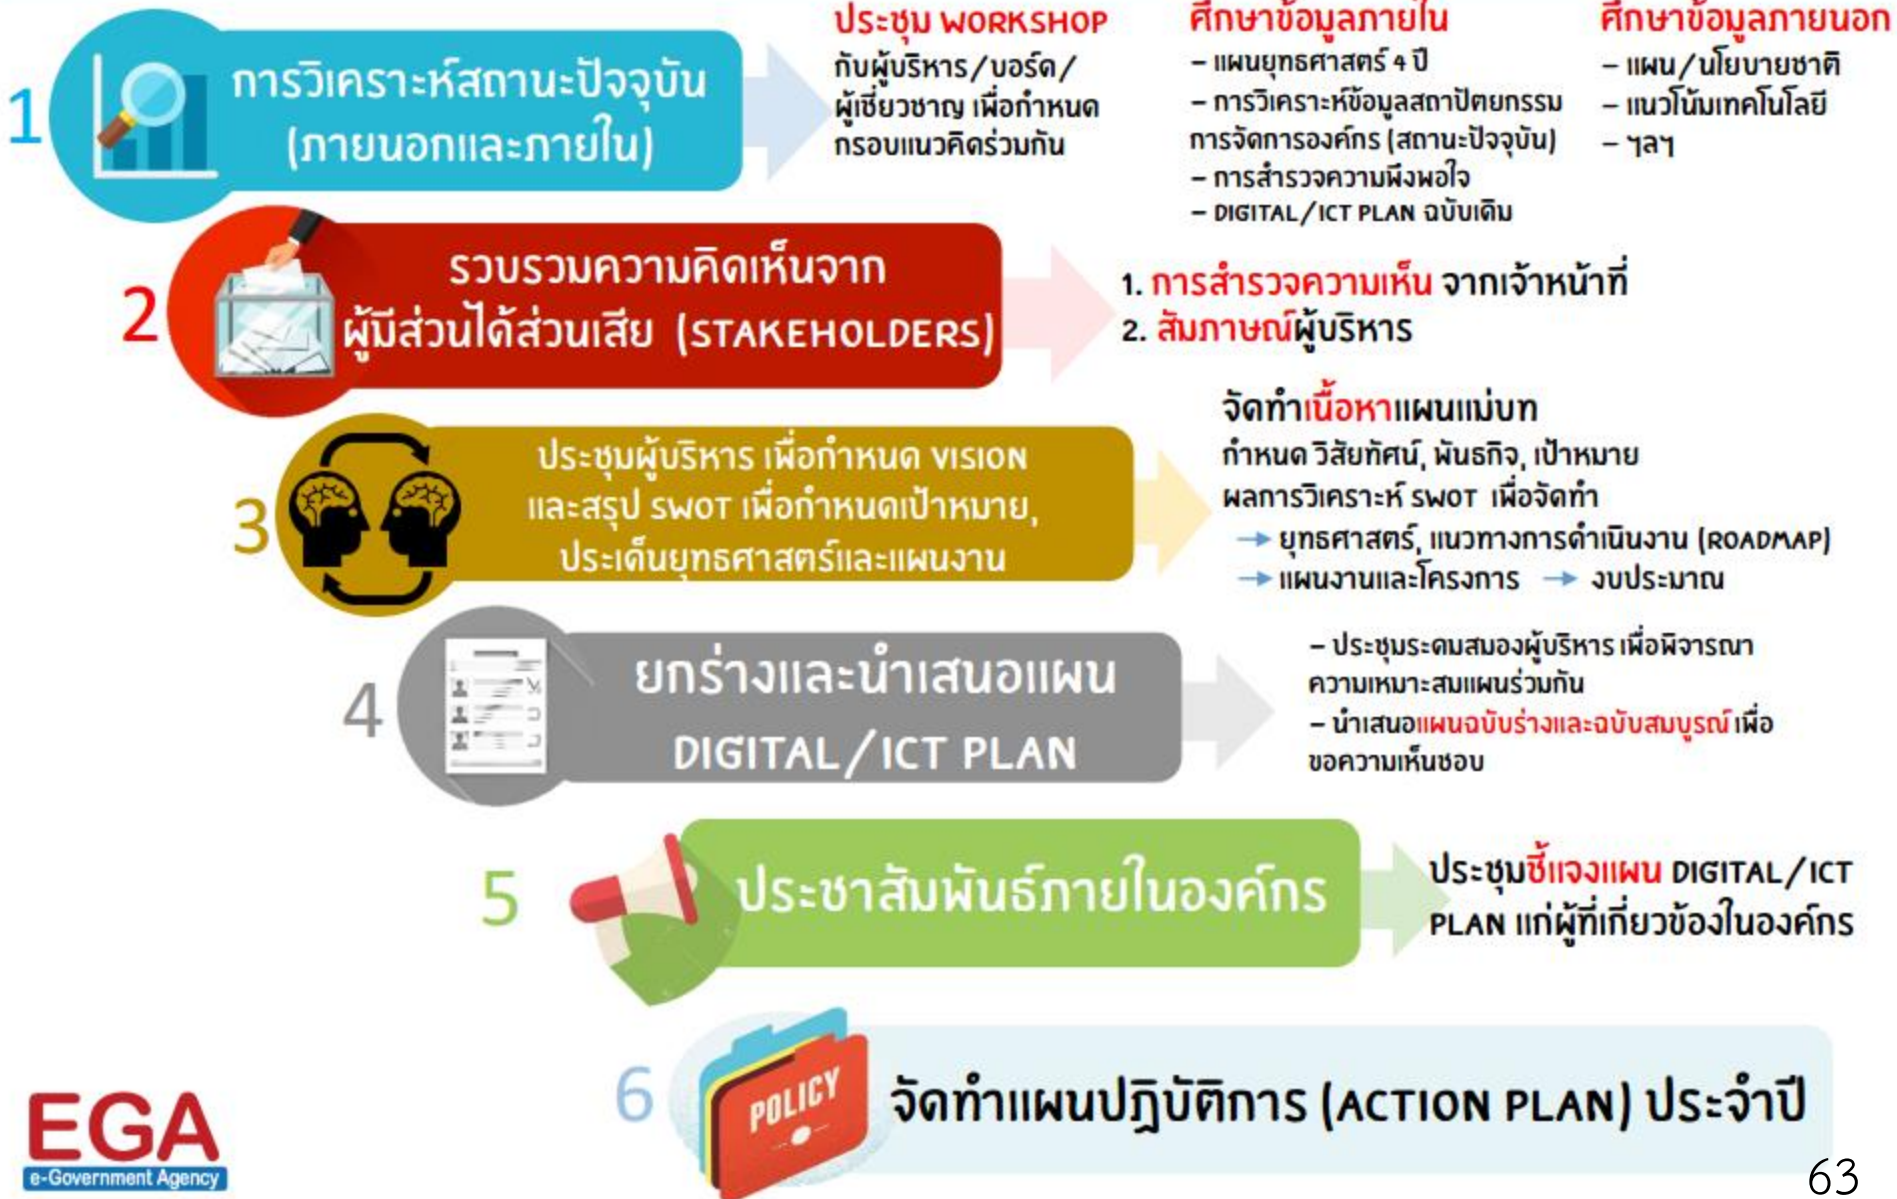 1
การวิเคราะห์สถานะปัจจุบัน
(ภายนอกและภายใน)
ประชุม WORKSHOP
กับผู้บริหาร/บอร์ด/
ผู้เชี่ยวชาญ เพื่อกำหนด
กรอบแนวคิดร่วมกัน
ศึกษาข้อมูลภายใน
– แผนยุทธศาสตร์ 4 ปี
– การวิเคราะห์ข้อมูลสถาปัตยกรรม
การจัดการองค์กร (สถานะปัจจุบัน)
– การสำรวจความพึงพอใจ
– DIGITAL/ICT PLAN ฉบับเดิม
ศึกษาข้อมูลภายนอก
– แผน/นโยบายชาติ
– แนวโน้มเทคโนโลยี
– ฯลฯ
2
รวบรวมความคิดเห็นจาก
ผู้มีส่วนได้ส่วนเสีย (STAKEHOLDERS)
1. การสำรวจความเห็น จากเจ้าหน้าที่
2. สัมภาษณ์ผู้บริหาร
3
ประชุมผู้บริหาร เพื่อกำหนด VISION
และสรุป SWOT เพื่อกำหนดเป้าหมาย,
ประเด็นยุทธศาสตร์และแผนงาน
จัดทำเนื้อหาแผนแม่บท
กำหนด วิสัยทัศน์, พันธกิจ, เป้าหมาย
ผลการวิเคราะห์ SWOT เพื่อจัดทำ
→ ยุทธศาสตร์, แนวทางการดำเนินงาน (ROADMAP)
→ แผนงานและโครงการ → งบประมาณ
4
ยกร่างและนำเสนอแผน
DIGITAL/ICT PLAN
– ประชุมระดมสมองผู้บริหาร เพื่อพิจารณา
ความเหมาะสมแผนร่วมกัน
– นำเสนอแผนฉบับร่างและฉบับสมบูรณ์ เพื่อ
ขอความเห็นชอบ
5
ประชาสัมพันธ์ภายในองค์กร
ประชุมชี้แจงแผน DIGITAL/ICT
PLAN แก่ผู้ที่เกี่ยวข้องในองค์กร
6
POLICY
จัดทำแผนปฏิบัติการ (ACTION PLAN) ประจำปี
EGA
e-Government Agency
63